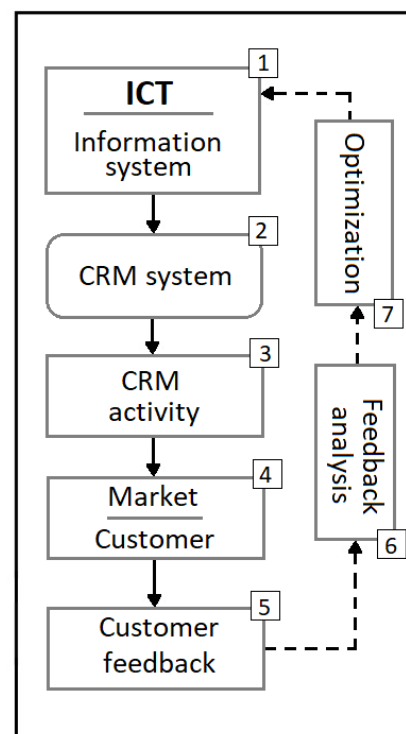 1
ICT
Information
system
2
CRM system
3
CRM
activity
4
Market
Customer
5
Customer
feedback
6
Feedback
analysis
7
Optimization